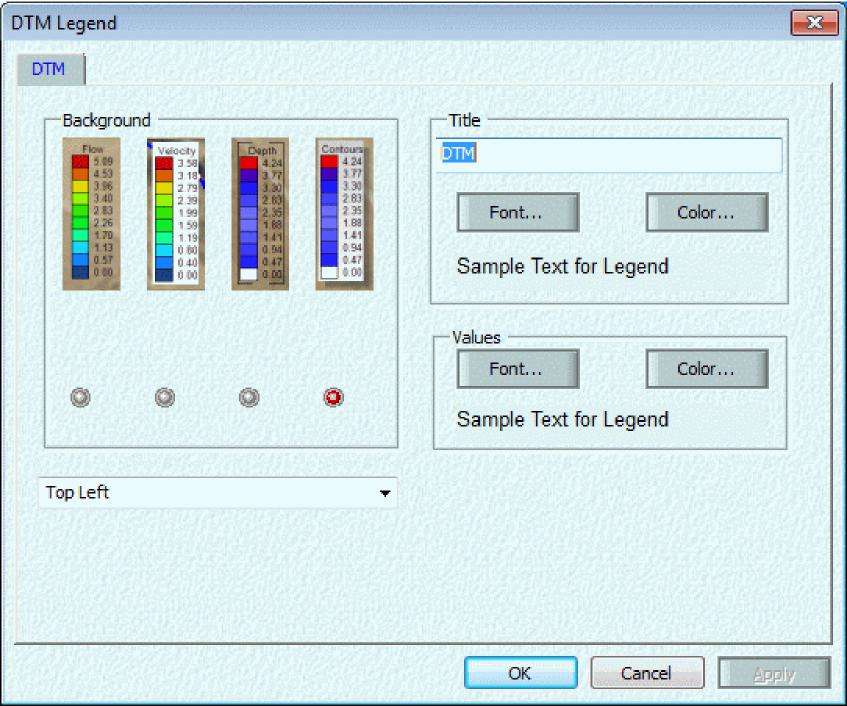 DTM Legend
DTM
Background
Flow
5.09
4.53
3.96
3.40
2.83
2.26
1.70
1.13
0.57
0.00
Velocity
3.58
3.18
2.79
2.39
1.99
1.59
1.19
0.80
0.40
0.00
Depth
4.24
3.77
3.30
2.83
2.35
1.88
1.41
0.94
0.47
0.00
Contours
4.24
3.77
3.30
2.83
2.35
1.88
1.41
0.94
0.47
0.00
Top Left
Title
DTM
Font... Color...
Sample Text for Legend
Values
Font... Color...
Sample Text for Legend
OK Cancel Apply